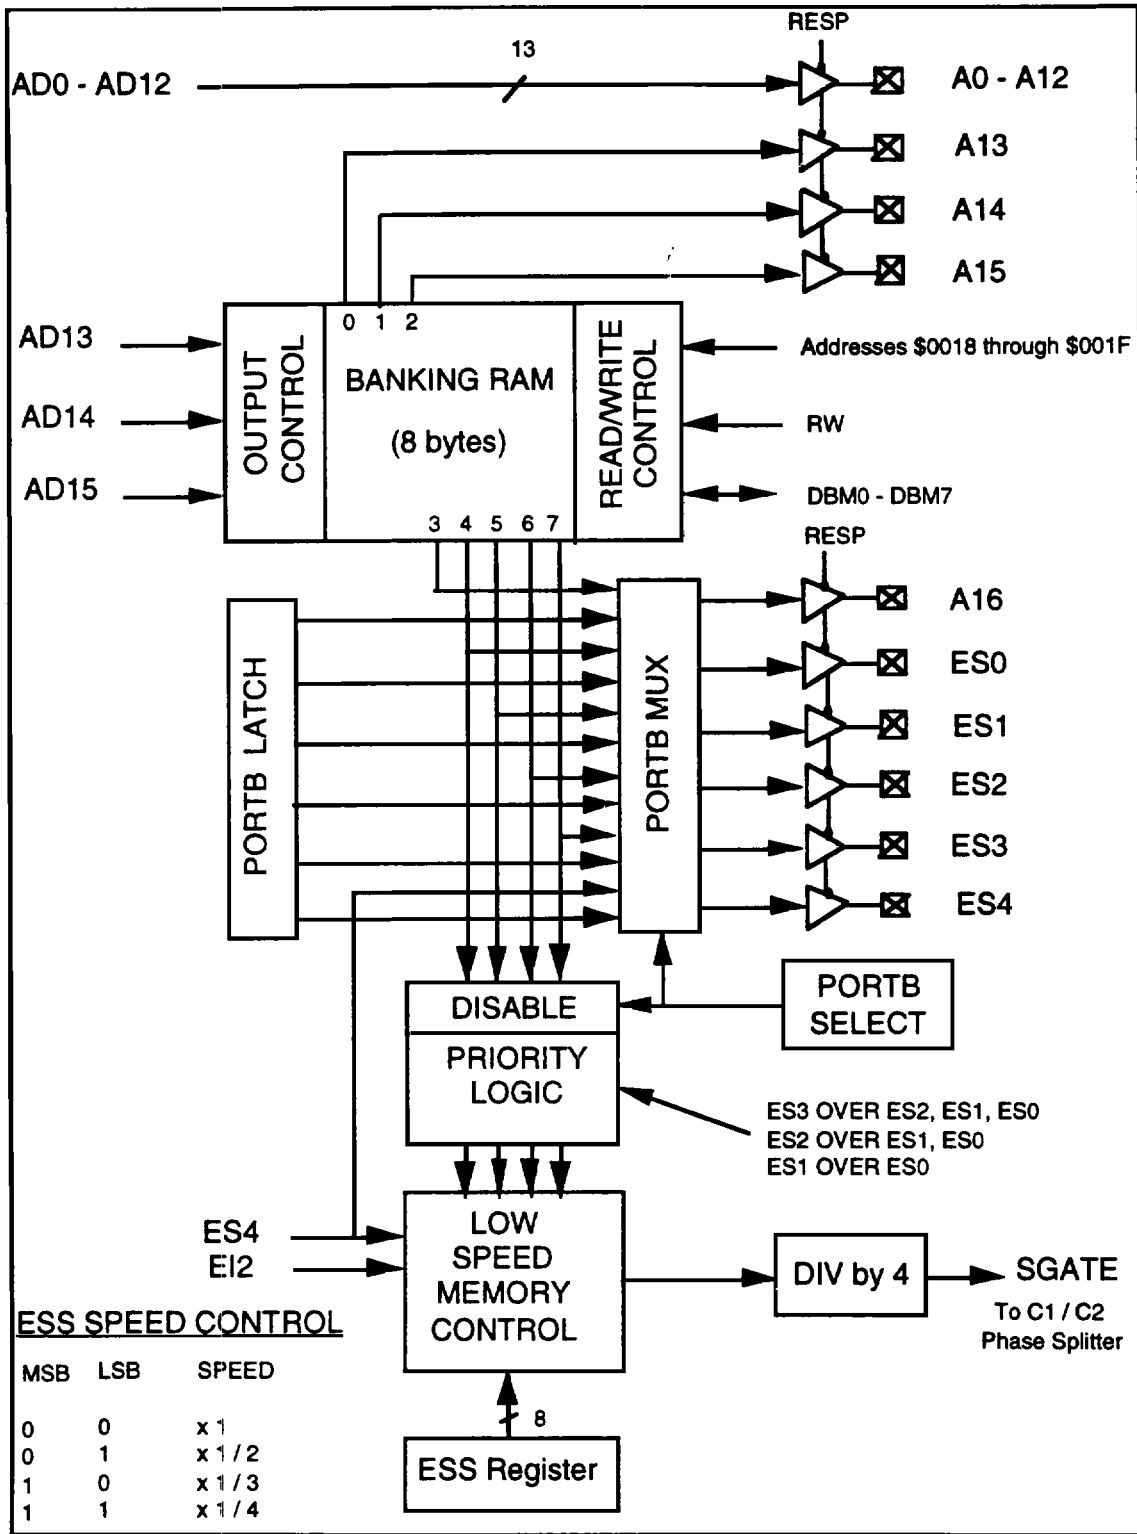 RESP
13
AD0 - AD12
A0 - A12
A13
A14
A15
0 1 2
AD13
AD14
AD15
OUTPUT CONTROL
BANKING RAM
(8 bytes)
READ/WRITE CONTROL
Addresses $0018 through $001F
RW
DBM0 - DBM7
3 4 5 6 7
RESP
PORTB LATCH
PORTB MUX
A16
ES0
ES1
ES2
ES3
ES4
DISABLE
PRIORITY
LOGIC
PORTB
SELECT
ES3 OVER ES2, ES1, ES0
ES2 OVER ES1, ES0
ES1 OVER ES0
ES4
EI2
LOW
SPEED
MEMORY
CONTROL
DIV by 4
SGATE
To C1 / C2
Phase Splitter
ESS SPEED CONTROL
MSB LSB SPEED
0 0 x 1
0 1 x 1 / 2
1 0 x 1 / 3
1 1 x 1 / 4
8
ESS Register